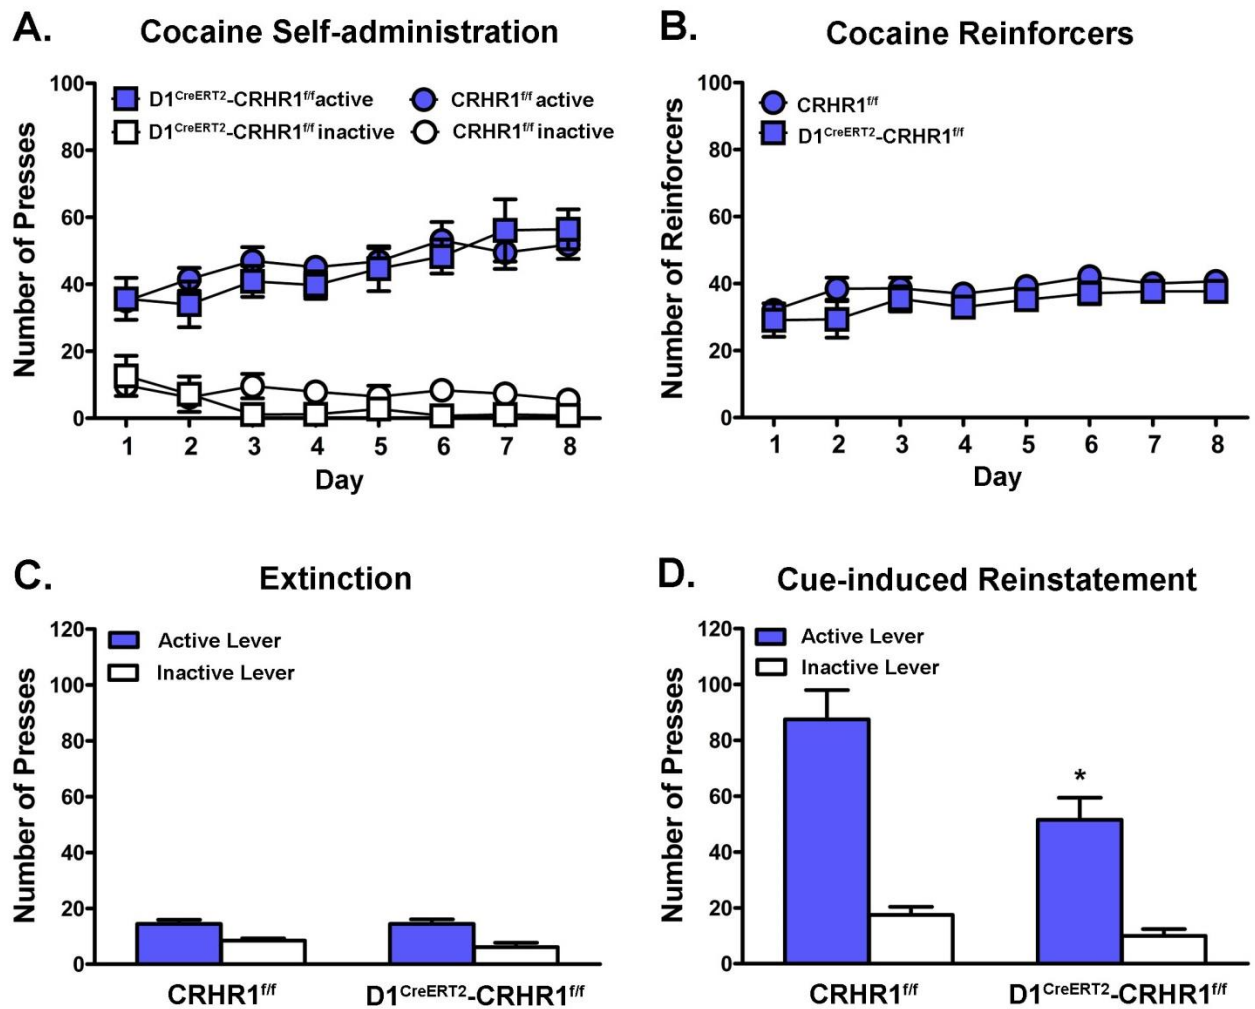 A. Cocaine Self-administration
Number of Presses
100
80
60
40
20
0
D1CreERT2-CRHR1f/f active
CRHR1f/f active
D1CreERT2-CRHR1f/f inactive
CRHR1f/f inactive
1 2 3 4 5 6 7 8
Day
B. Cocaine Reinforcers
Number of Reinforcers
100
80
60
40
20
0
CRHR1f/f
D1CreERT2-CRHR1f/f
1 2 3 4 5 6 7 8
Day
C. Extinction
Number of Presses
120
100
80
60
40
20
0
Active Lever
Inactive Lever
CRHR1f/f D1CreERT2-CRHR1f/f
D. Cue-induced Reinstatement
Number of Presses
120
100
80
60
40
20
0
Active Lever
Inactive Lever
*
CRHR1f/f D1CreERT2-CRHR1f/f